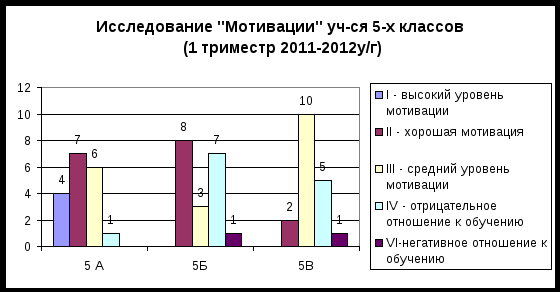 Исследование "Мотивации" уч-ся 5-х классов
(1 триместр 2011-2012у/г)
12
10
8
6
4
2
0
4
7
6
1
8
3
7
1
2
10
5
1
5 А
5Б
5В
I - высокий уровень
мотивации
II - хорошая мотивация
III - средний уровень
мотивации
IV - отрицательное
отношение к обучению
VI-негативное отношение к
обучению